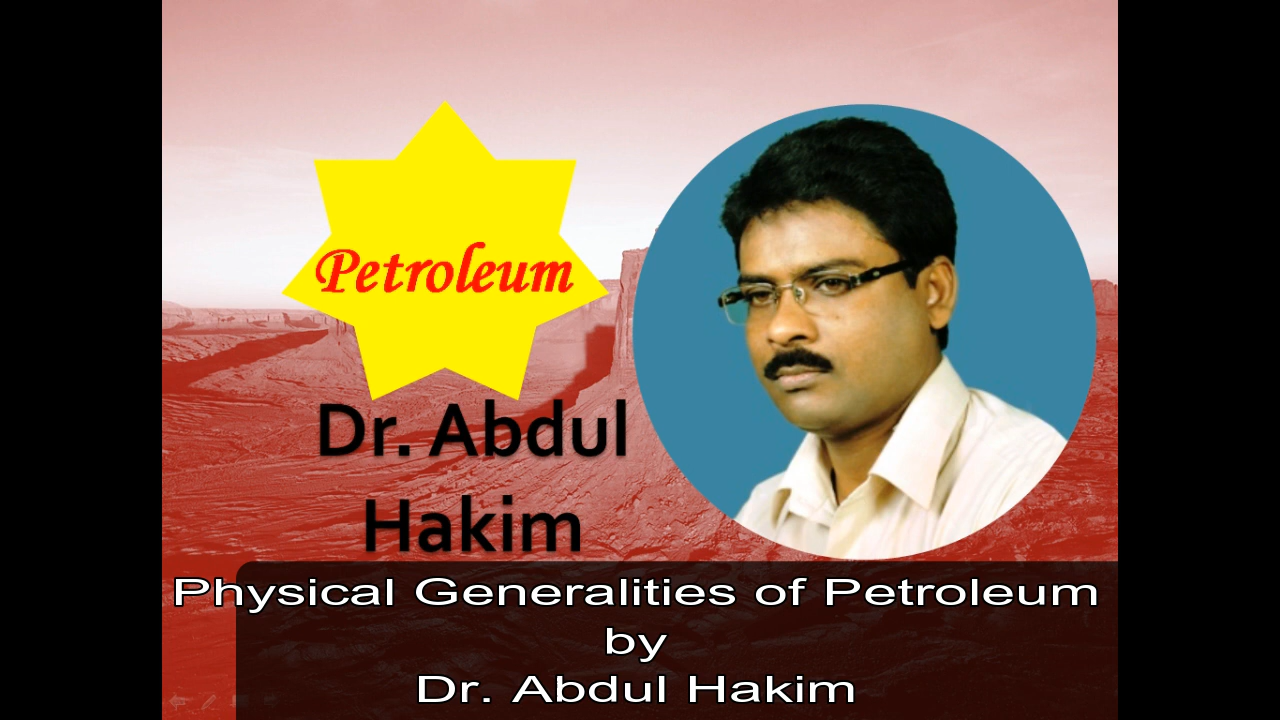 Petroleum
Dr. Abdul
Hakim
Physical Generalities of Petroleum
by
Dr. Abdul Hakim